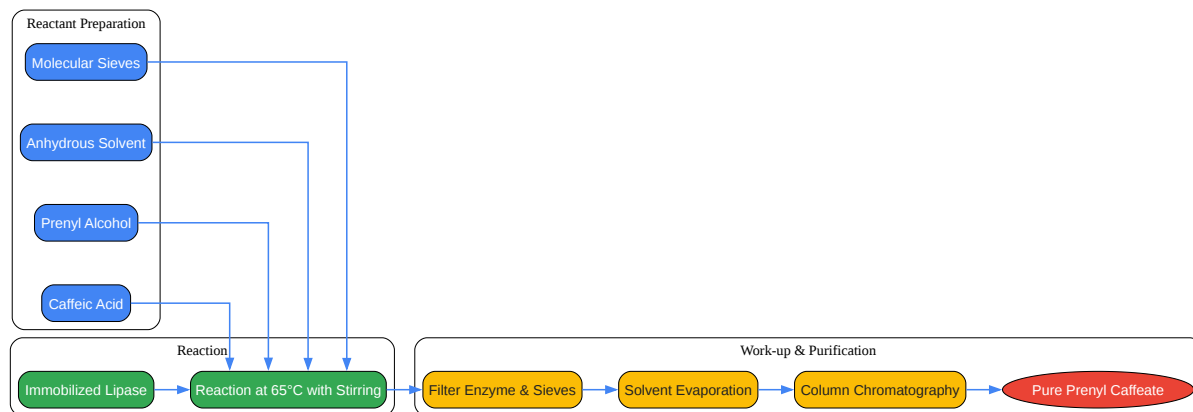 Reactant Preparation
Molecular Sieves
Anhydrous Solvent
Prenyl Alcohol
Caffeic Acid
Reaction
Immobilized Lipase
Reaction at 65°C with Stirring
Work-up & Purification
Filter Enzyme & Sieves
Solvent Evaporation
Column Chromatography
Pure Prenyl Caffeate